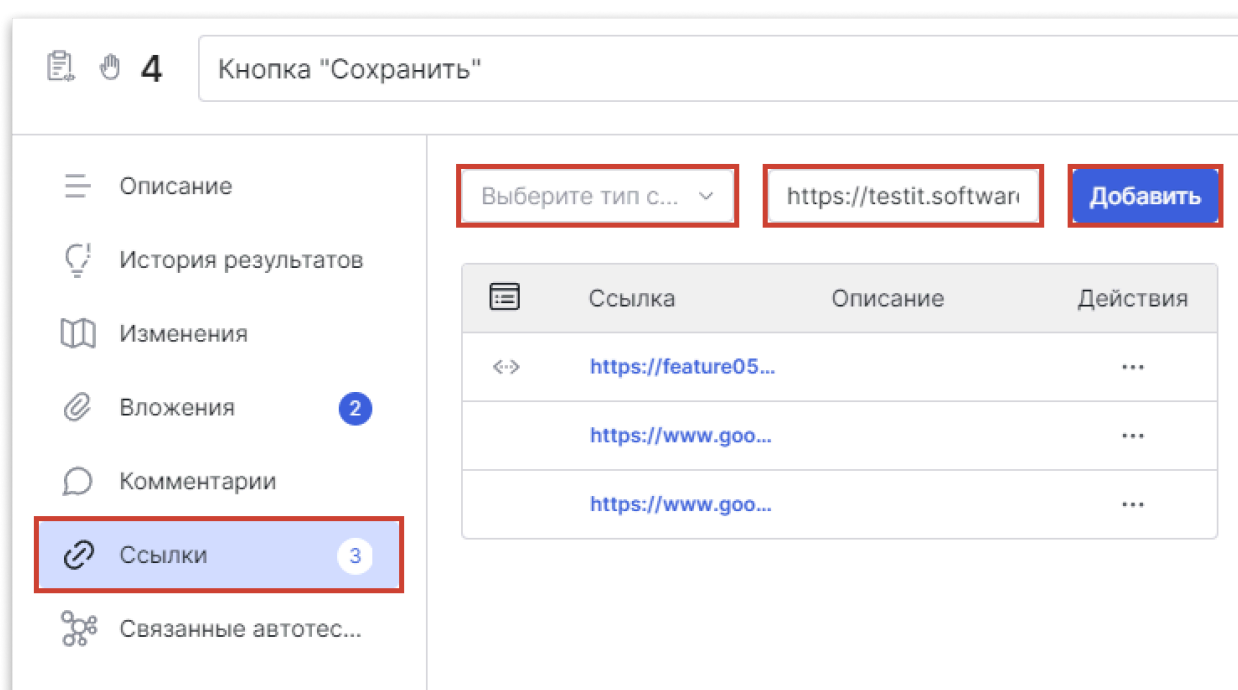 4 Кнопка "Сохранить"
Описание
История результатов
Изменения
Вложения 2
Комментарии
Ссылки 3
Связанные автотес...
Выберите тип с... https://testit.software Добавить
Ссылка Описание Действия
https://feature05...
https://www.goo...
https://www.goo...